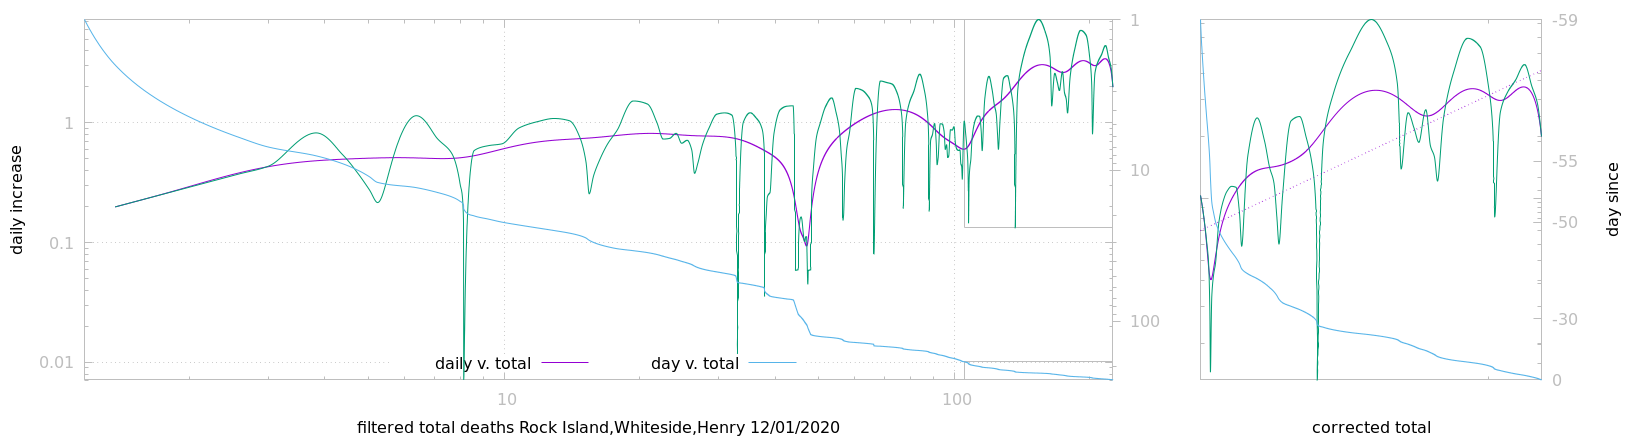 1
0.1
0.01
daily increase
10
100
1
10
100
daily v. total
day v. total
filtered total deaths Rock Island,Whiteside,Henry 12/01/2020
-59
-55
-50
-30
0
day since
corrected total